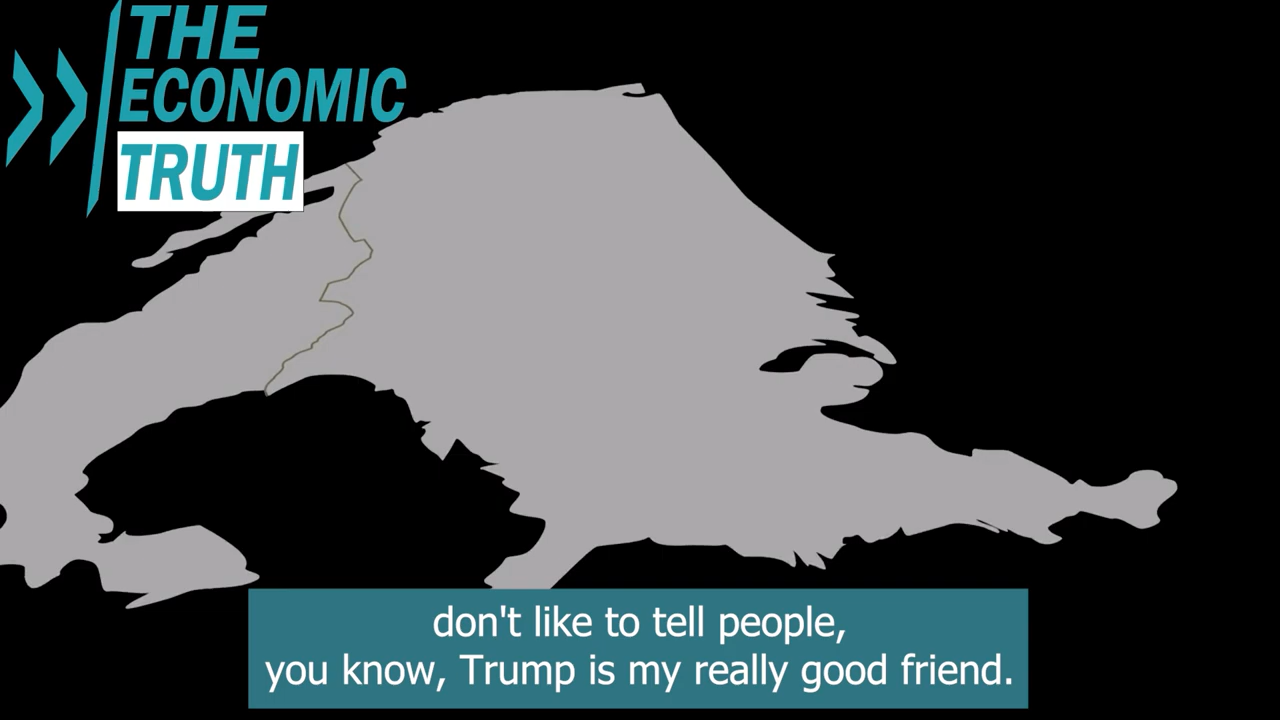 THE
ECONOMIC
TRUTH
don't like to tell people,
you know, Trump is my really good friend.